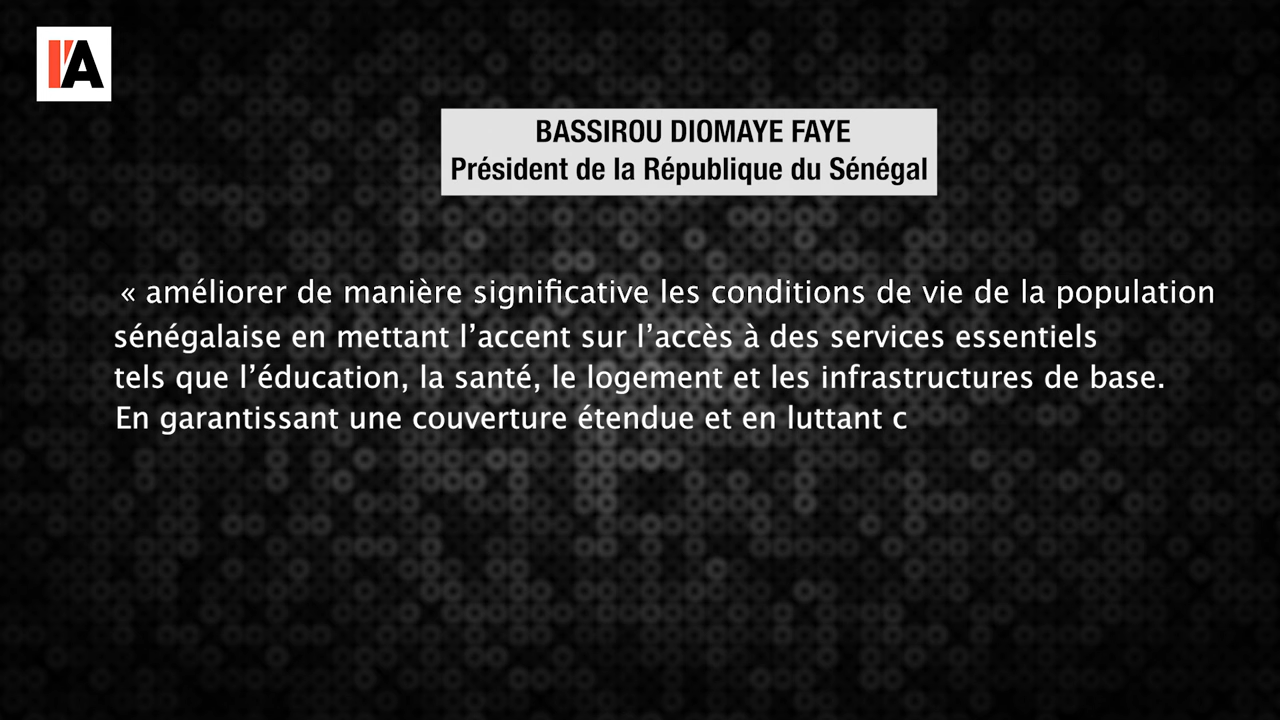 I'A
BASSIROU DIOMAYE FAYE
Président de la République du Sénégal
« améliorer de manière significative les conditions de vie de la population
sénégalaise en mettant l’accent sur l’accès à des services essentiels
tels que l’éducation, la santé, le logement et les infrastructures de base.
En garantissant une couverture étendue et en luttant c